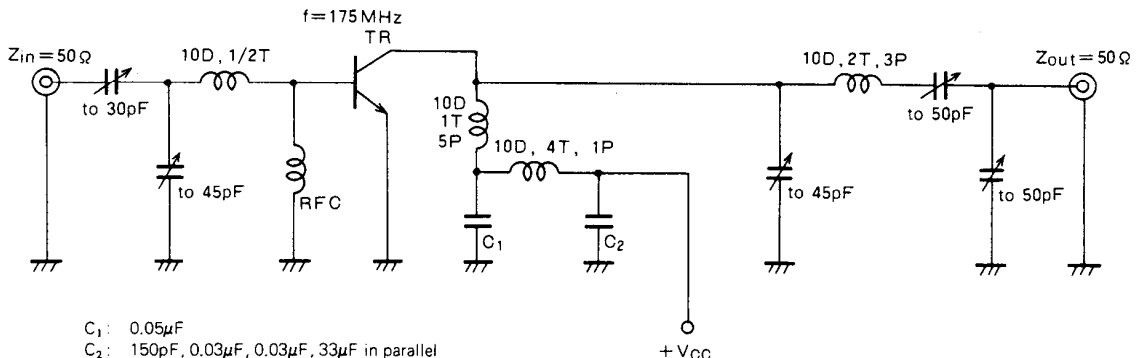 f=175MHz
TR
Zin=50Ω
10D, 1/2T
to 30pF
to 45pF
RFC
10D
1T
5P
10D, 4T, 1P
C1
C2
10D, 2T, 3P
Zout=50Ω
to 50pF
to 45pF
to 50pF
+VCC
C1: 0.05μF
C2: 150pF, 0.03μF, 0.03μF, 33μF in parallel